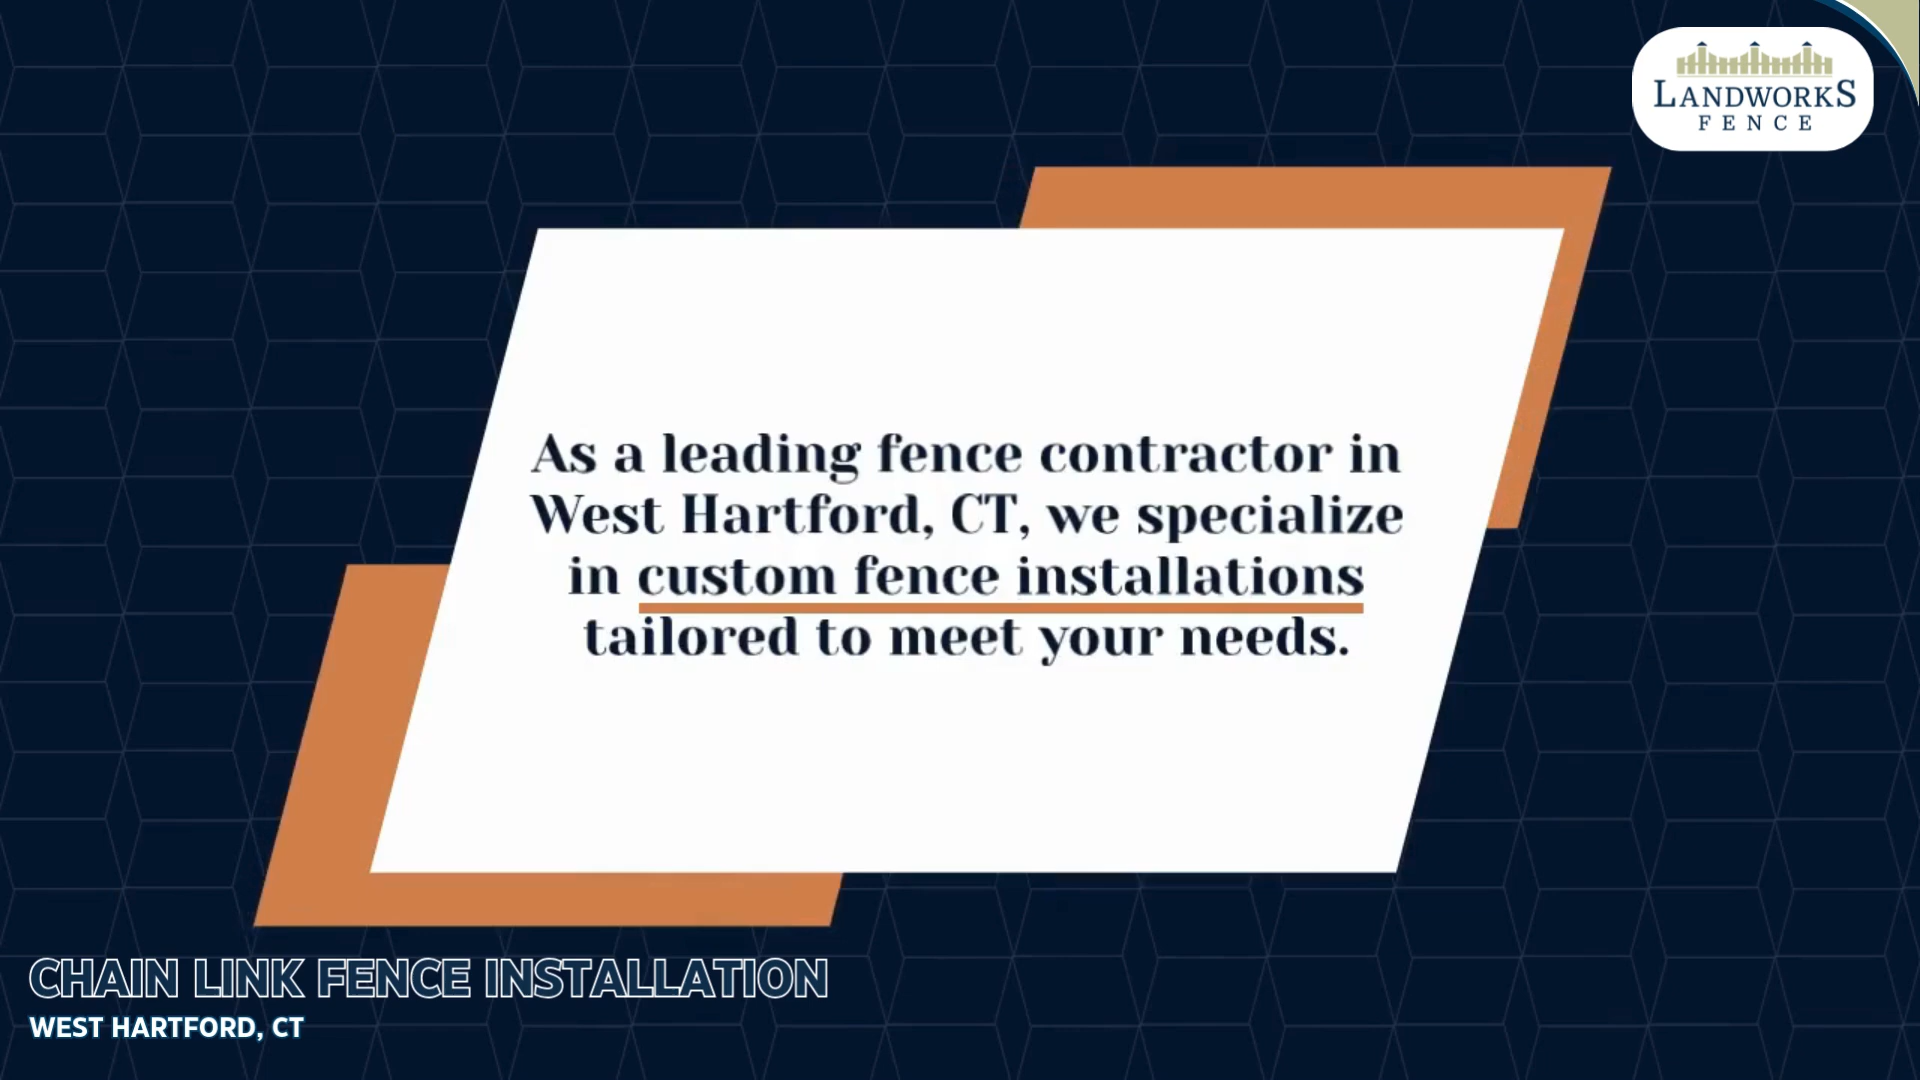 LANDWORKS
FENCE
As a leading fence contractor in
West Hartford, CT, we specialize
in custom fence installations
tailored to meet your needs.
CHAIN LINK FENCE INSTALLATION
WEST HARTFORD, CT